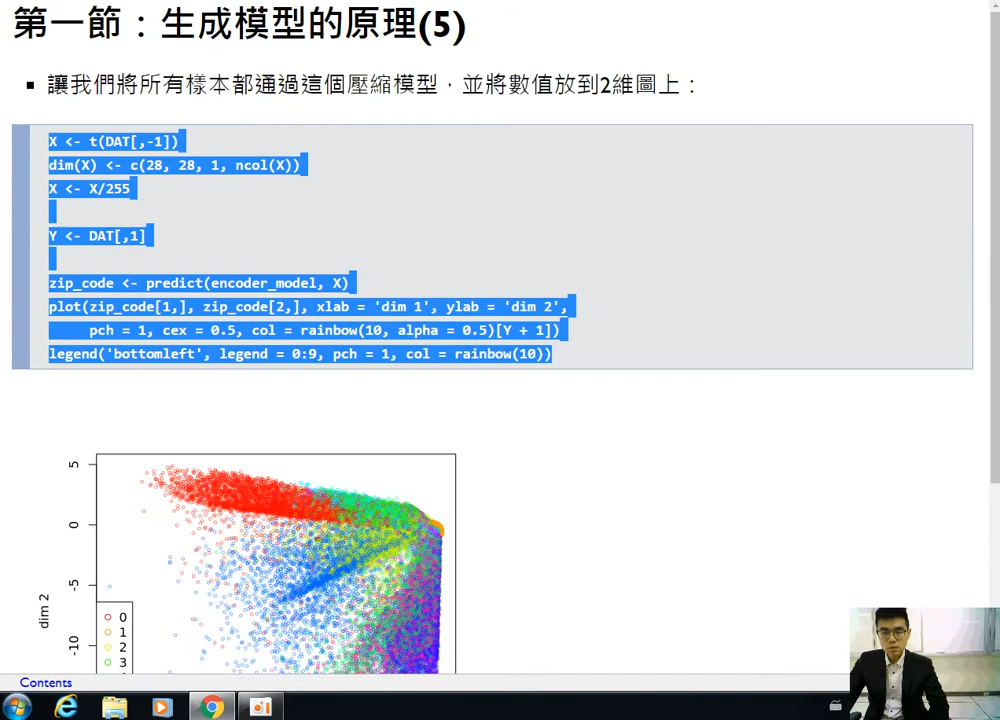 第一節：生成模型的原理(5)
▪ 讓我們將所有樣本都通過這個壓縮模型，並將數值放到2維圖上：
X <- t(DAT[,-1])
dim(X) <- c(28, 28, 1, ncol(X))
X <- X/255
Y <- DAT[,1]
zip_code <- predict(encoder_model, X)
plot(zip_code[1,], zip_code[2,], xlab = 'dim 1', ylab = 'dim 2',
pch = 1, cex = 0.5, col = rainbow(10, alpha = 0.5)[Y + 1])
legend('bottomleft', legend = 0:9, pch = 1, col = rainbow(10))
5
0
-5
-10
dim 2
0
1
2
3
Contents